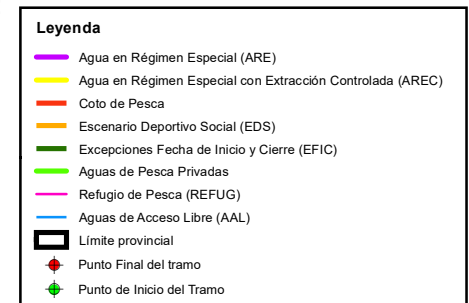 Leyenda
Agua en Régimen Especial (ARE)
Agua en Régimen Especial con Extracción Controlada (AREC)
Coto de Pesca
Escenario Deportivo Social (EDS)
Excepciones Fecha de Inicio y Cierre (EFIC)
Aguas de Pesca Privadas
Refugio de Pesca (REFUG)
Aguas de Acceso Libre (AAL)
Límite provincial
Punto Final del tramo
Punto de Inicio del Tramo